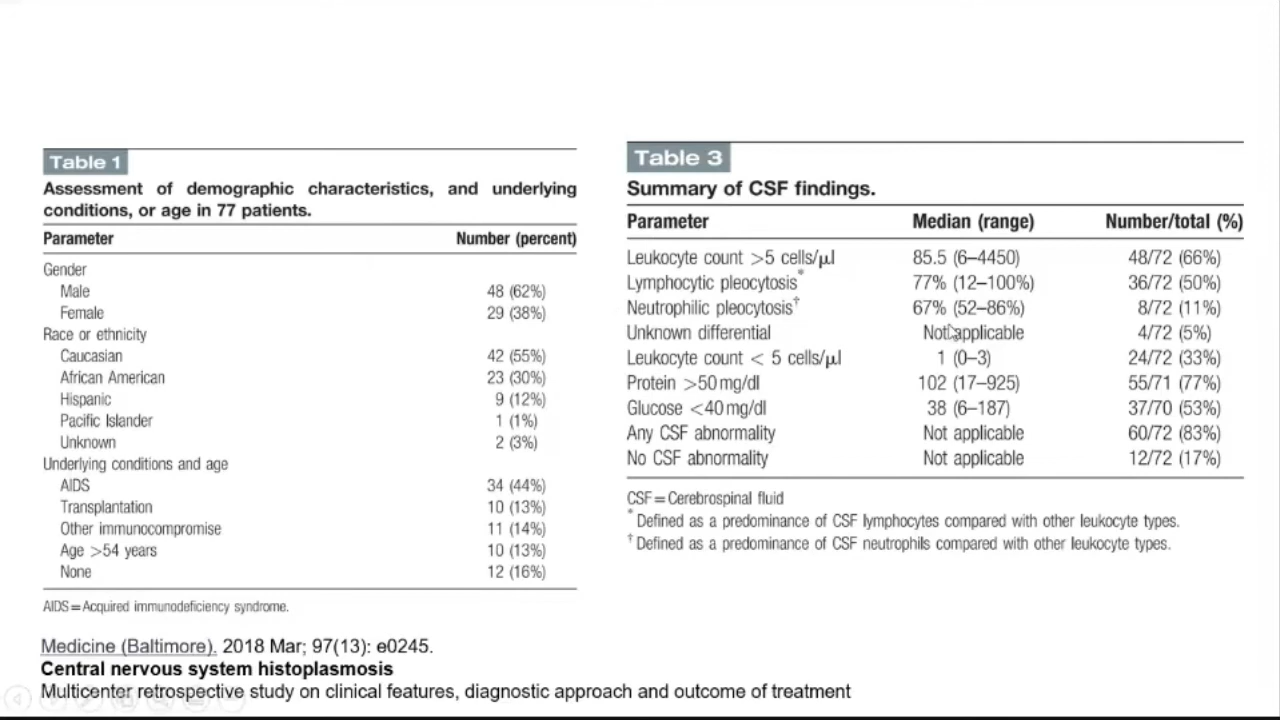 Table 1
Assessment of demographic characteristics, and underlying
conditions, or age in 77 patients.
Parameter Number (percent)
Gender
Male 48 (62%)
Female 29 (38%)
Race or ethnicity
Caucasian 42 (55%)
African American 23 (30%)
Hispanic 9 (12%)
Pacific Islander 1 (1%)
Unknown 2 (3%)
Underlying conditions and age
AIDS 34 (44%)
Transplantation 10 (13%)
Other immunocompromise 11 (14%)
Age >54 years 10 (13%)
None 12 (16%)
AIDS=Acquired immunodeficiency syndrome.
Table 3
Summary of CSF findings.
Parameter Median (range) Number/total (%)
Leukocyte count >5 cells/μl 85.5 (6–4450) 48/72 (66%)
Lymphocytic pleocytosis* 77% (12–100%) 36/72 (50%)
Neutrophilic pleocytosis† 67% (52–86%) 8/72 (11%)
Unknown differential Not applicable 4/72 (5%)
Leukocyte count < 5 cells/μl 1 (0–3) 24/72 (33%)
Protein >50 mg/dl 102 (17–925) 55/71 (77%)
Glucose <40 mg/dl 38 (6–187) 37/70 (53%)
Any CSF abnormality Not applicable 60/72 (83%)
No CSF abnormality Not applicable 12/72 (17%)
CSF=Cerebrospinal fluid
* Defined as a predominance of CSF lymphocytes compared with other leukocyte types.
† Defined as a predominance of CSF neutrophils compared with other leukocyte types.
Medicine (Baltimore). 2018 Mar; 97(13): e0245.
Central nervous system histoplasmosis
Multicenter retrospective study on clinical features, diagnostic approach and outcome of treatment